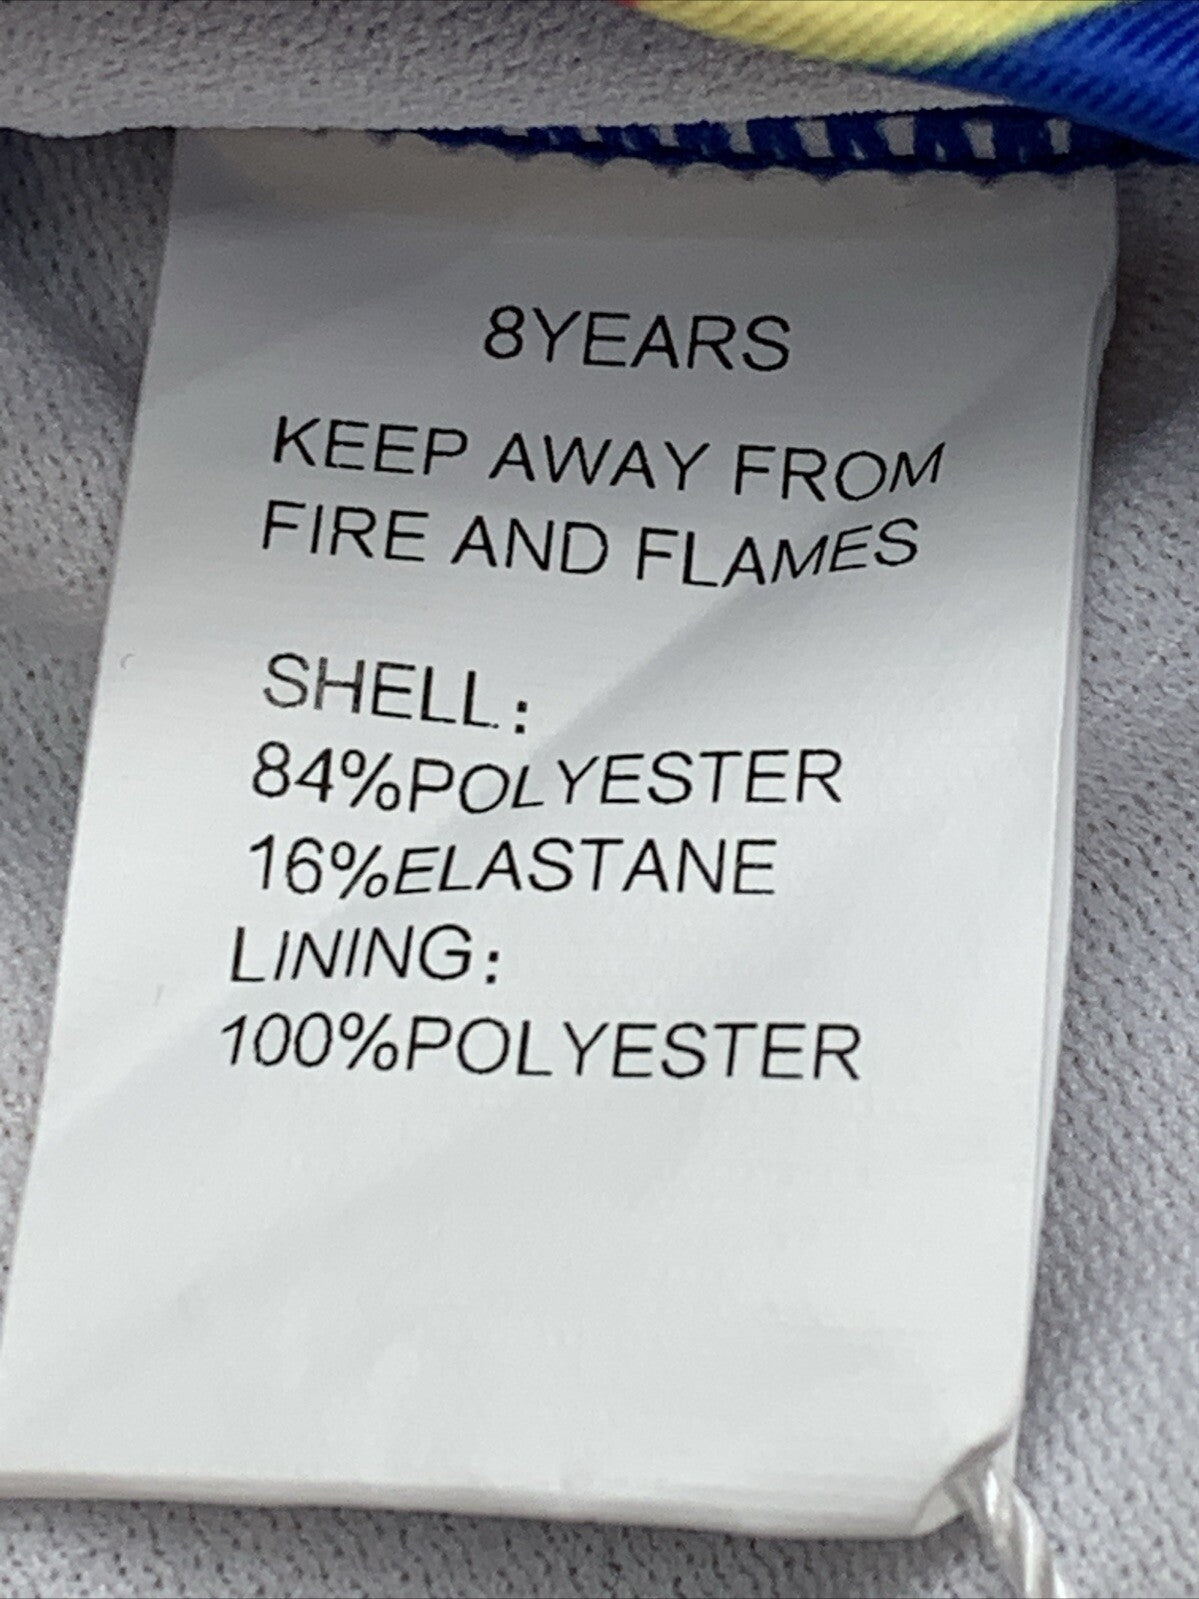 8YEARS
KEEP AWAY FROM
FIRE AND FLAMES
SHELL:
84%POLYESTER
16%ELASTANE
LINING:
100%POLYESTER